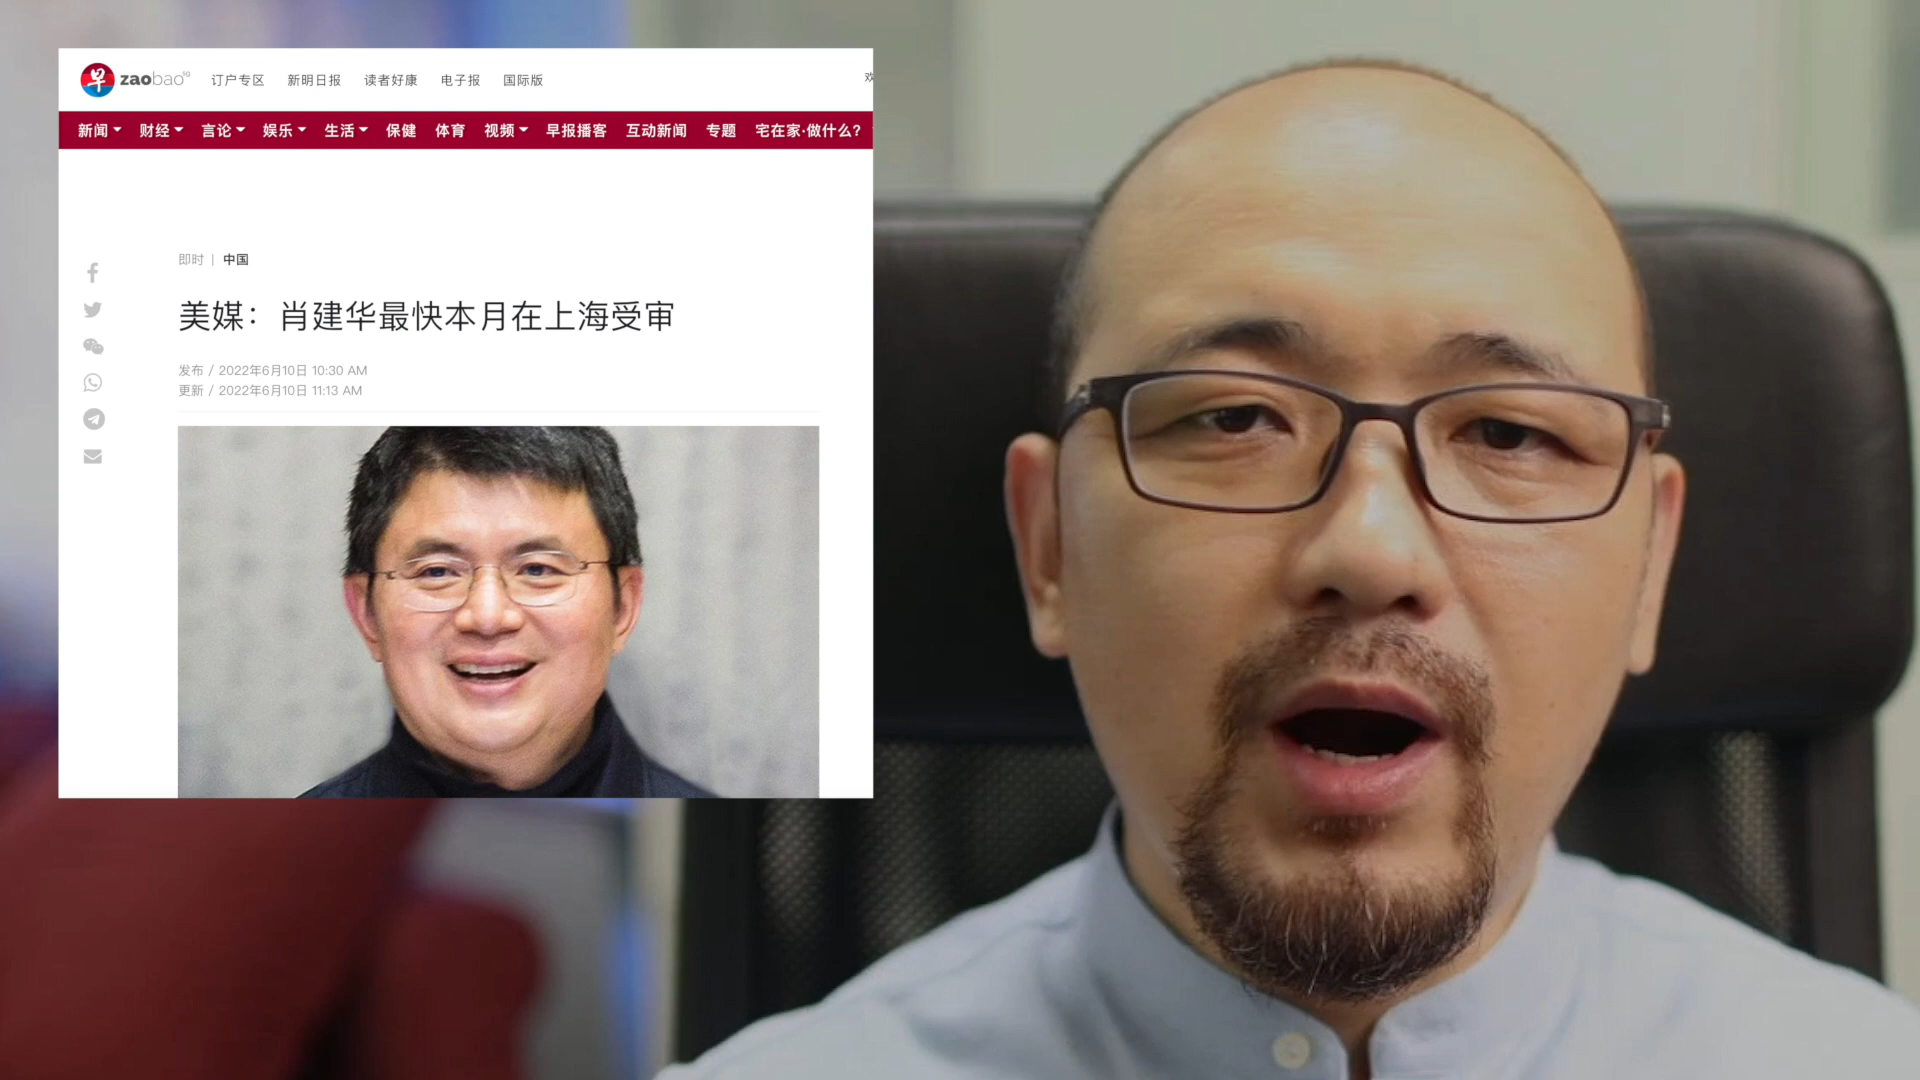 早 zaobao SG 订户专区 新明日报 读者好康 电子报 国际版 欢
新闻 财经 言论 娱乐 生活 保健 体育 视频 早报播客 互动新闻 专题 宅在家·做什么？
即时 | 中国
美媒：肖建华最快本月在上海受审
发布 / 2022年6月10日 10:30 AM
更新 / 2022年6月10日 11:13 AM